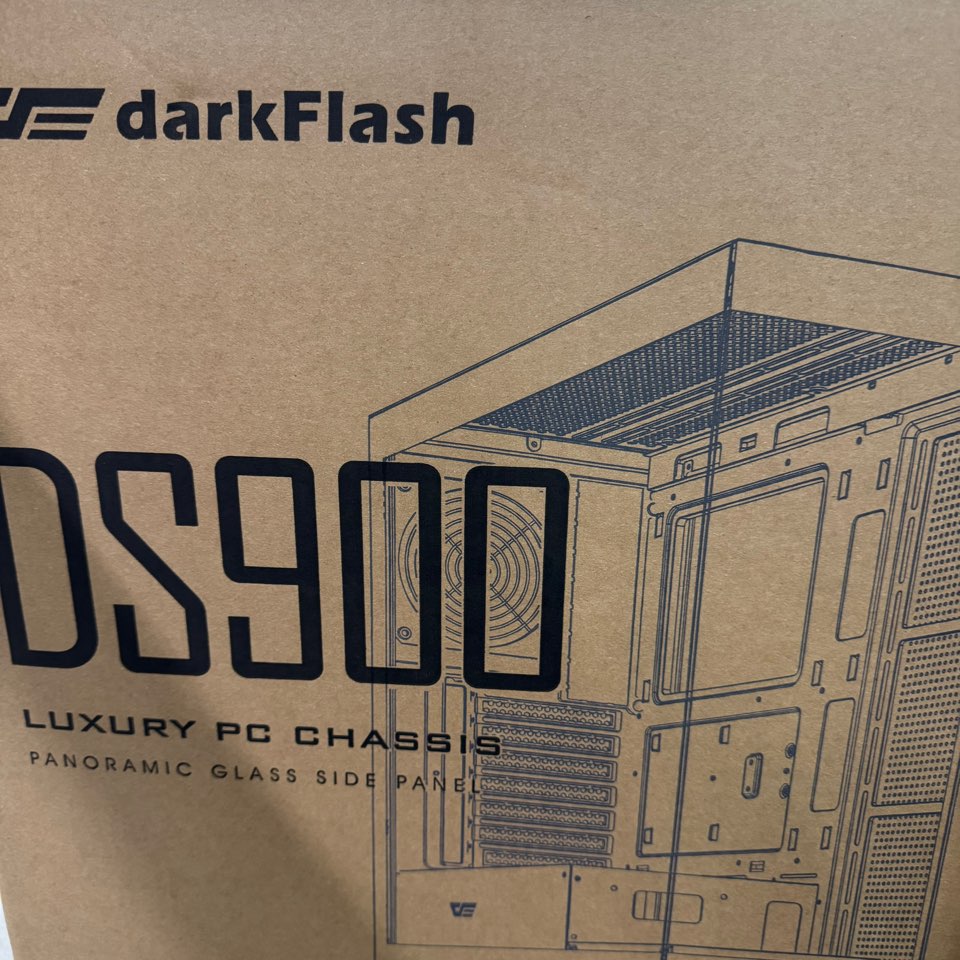 darkFlash
DS900
LUXURY PC CHASSIS
PANORAMIC GLASS SIDE PANEL